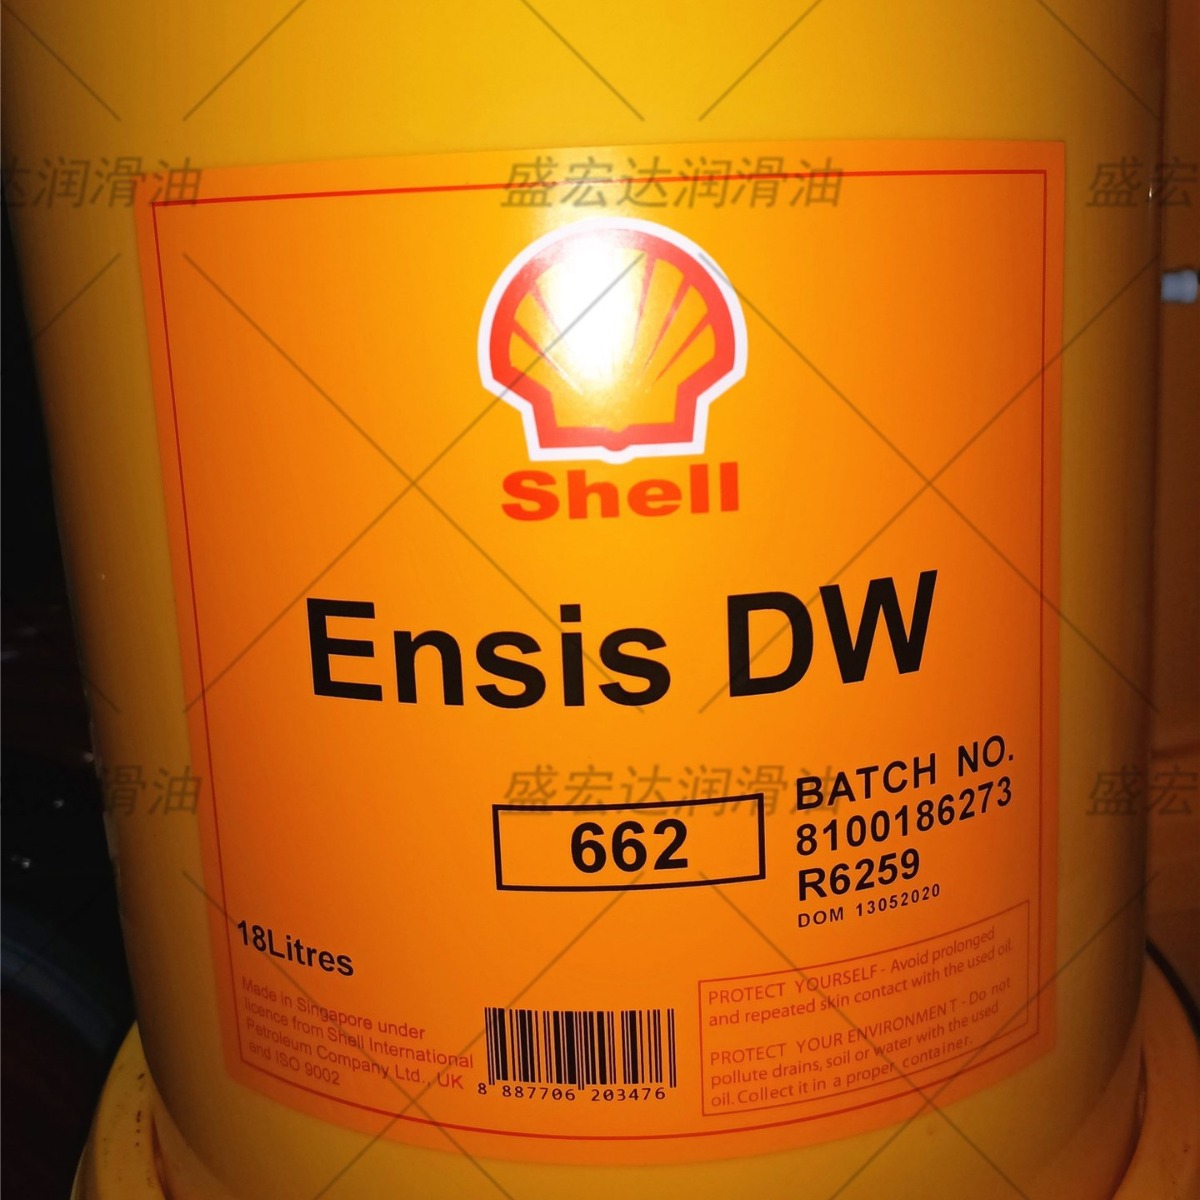 达润滑油
盛宏达润滑油
盛宏
Shell
Ensis DW
滑油
盛宏达润滑油
盛宏
662
BATCH NO.
8100186273
R6259
DOM 13052020
18Litres
Made in Singapore under
licence from Shell International
Petroleum Company Ltd., UK
and ISO 9002
8 887706 203476
PROTECT YOURSELF - Avoid prolonged
and repeated skin contact with the used oil.
PROTECT YOUR ENVIRONMENT - Do not
pollute drains, soil or water with the used
oil. Collect it in a proper container.